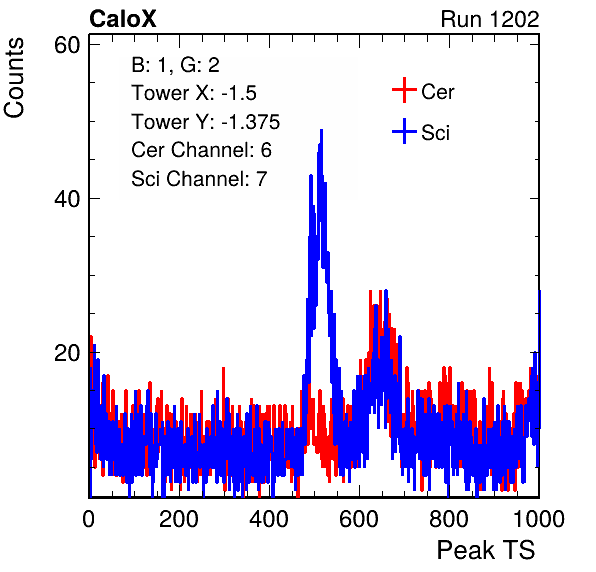 CaloX Run 1202
Counts
60
40
20
B: 1, G: 2
Tower X: -1.5
Tower Y: -1.375
Cer Channel: 6
Sci Channel: 7
Cer
Sci
0 200 400 600 800 1000
Peak TS